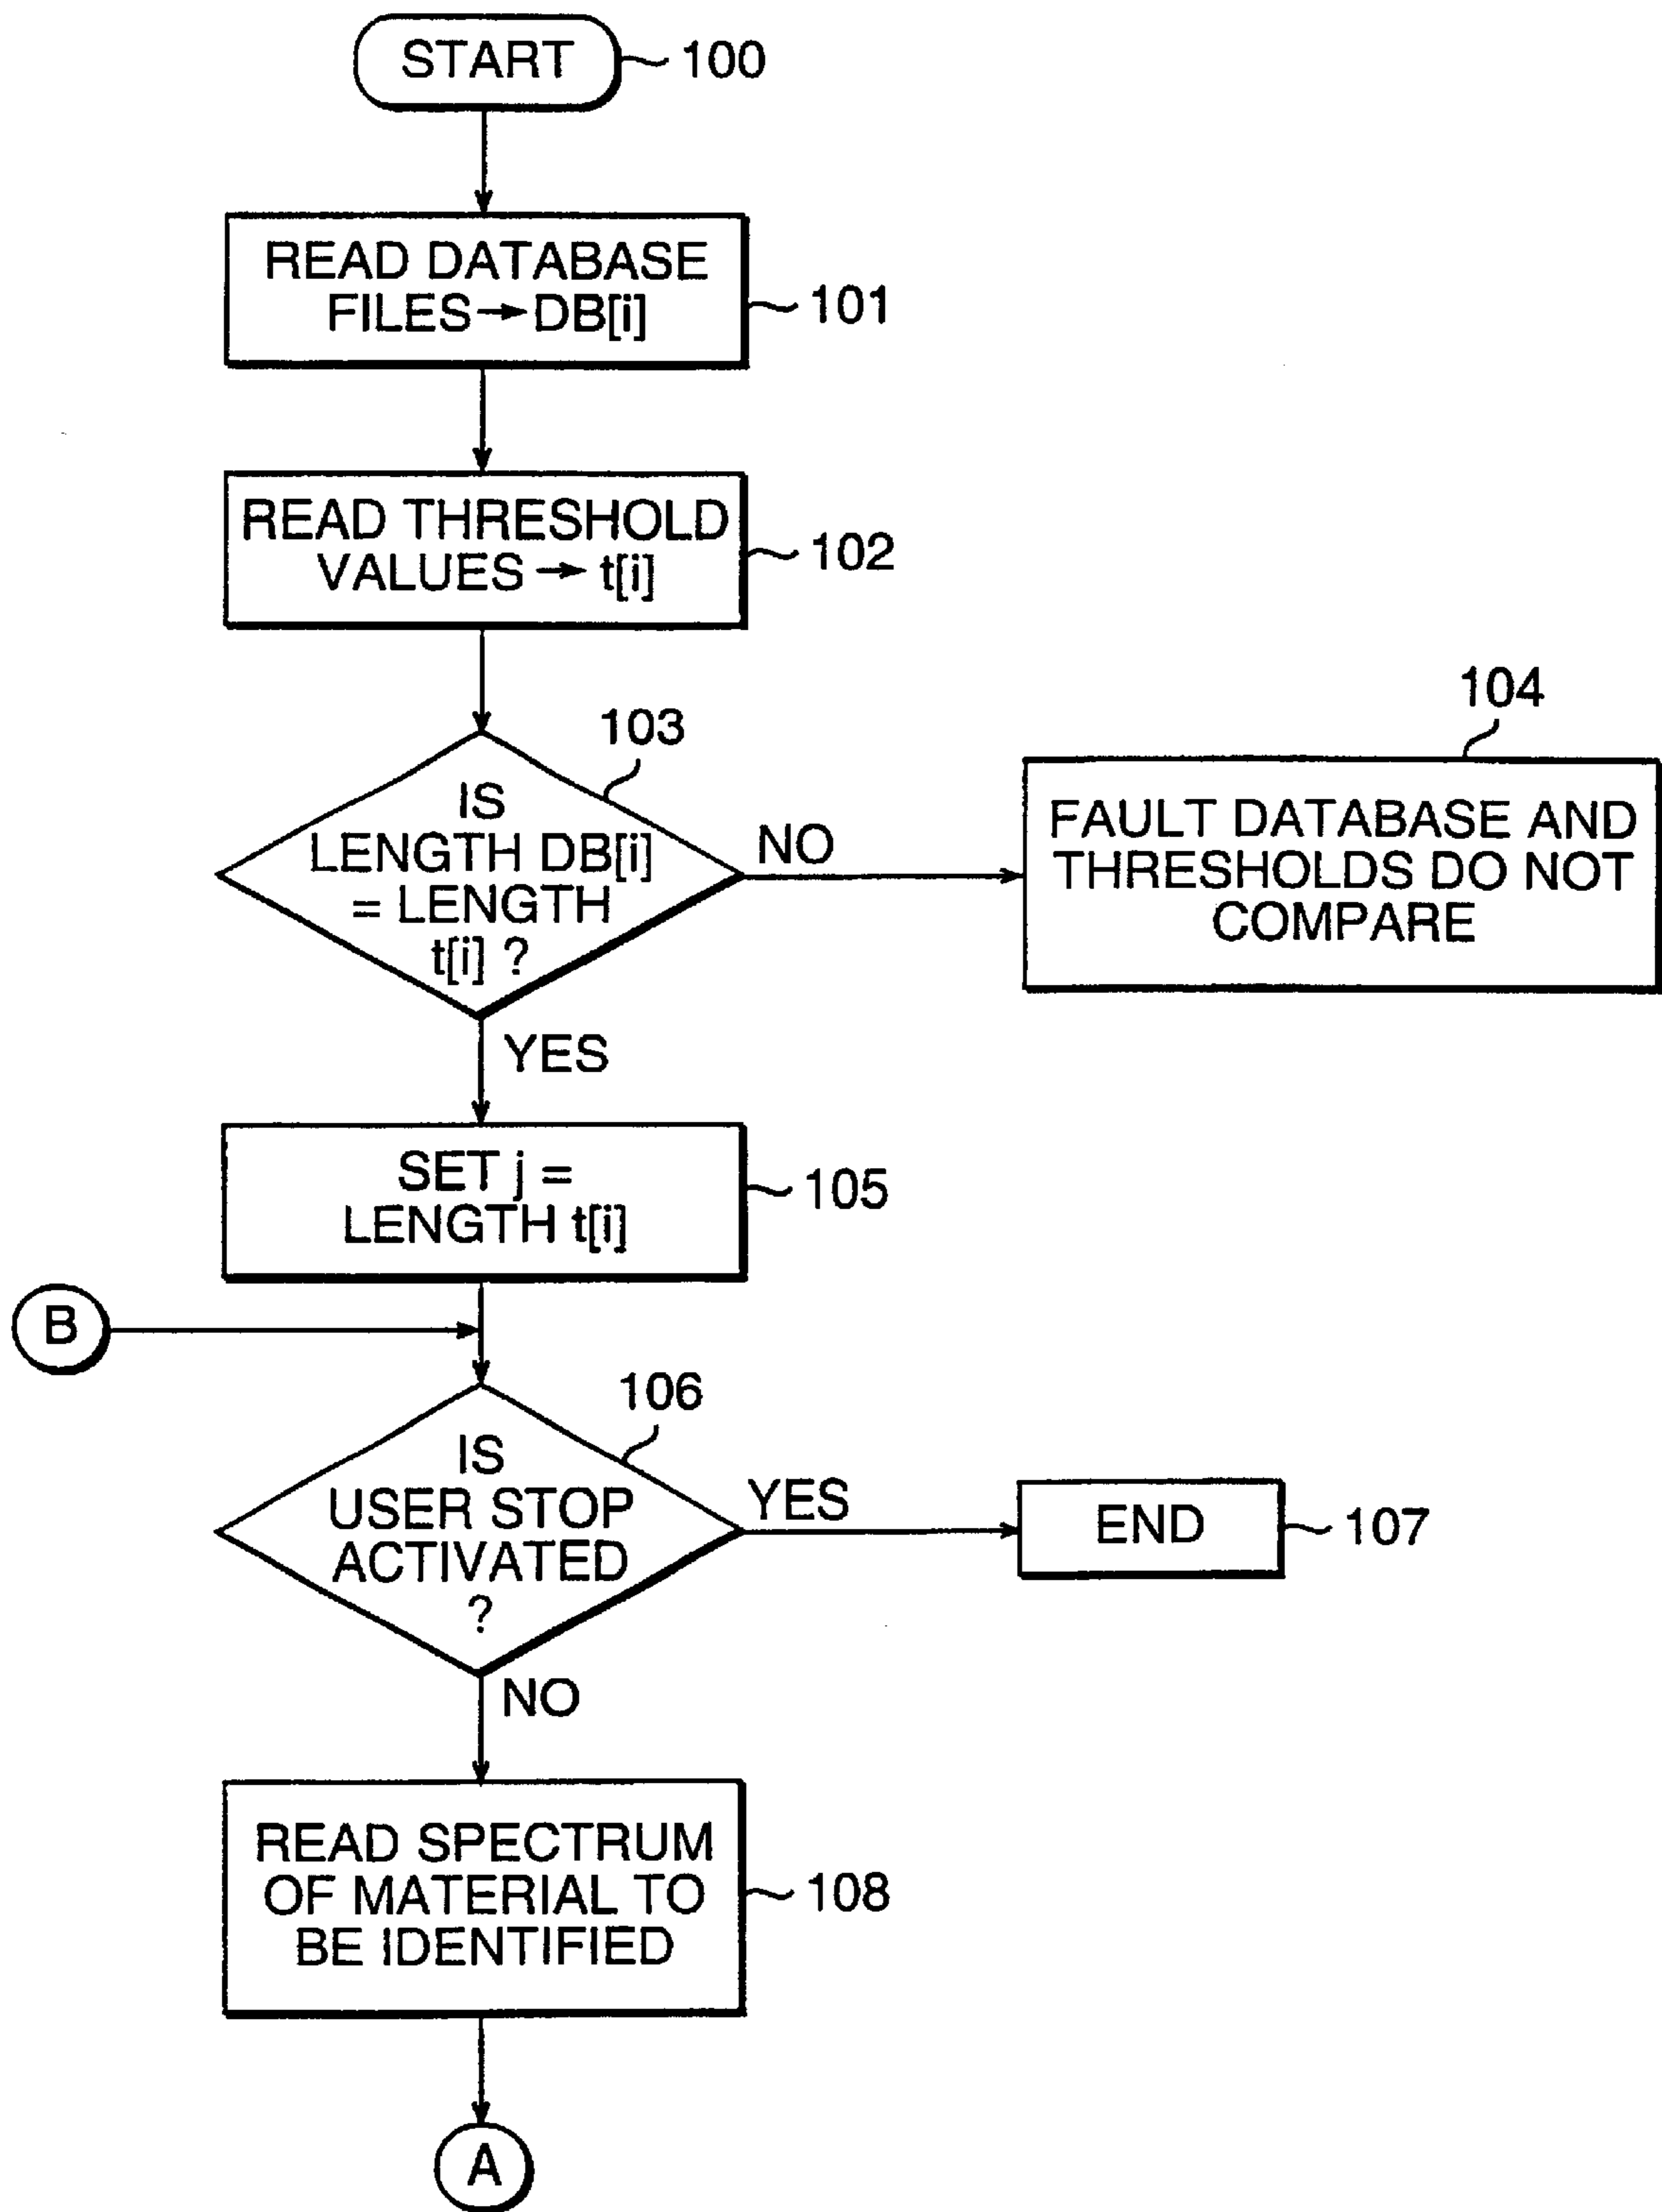 START
100
READ DATABASE
FILES → DB[i]
101
READ THRESHOLD
VALUES → t[i]
102
103
IS
LENGTH DB[i]
= LENGTH
t[i] ?
NO
104
FAULT DATABASE AND
THRESHOLDS DO NOT
COMPARE
YES
SET j =
LENGTH t[i]
105
B
106
IS
USER STOP
ACTIVATED
?
YES
END
107
NO
READ SPECTRUM
OF MATERIAL TO
BE IDENTIFIED
108
A